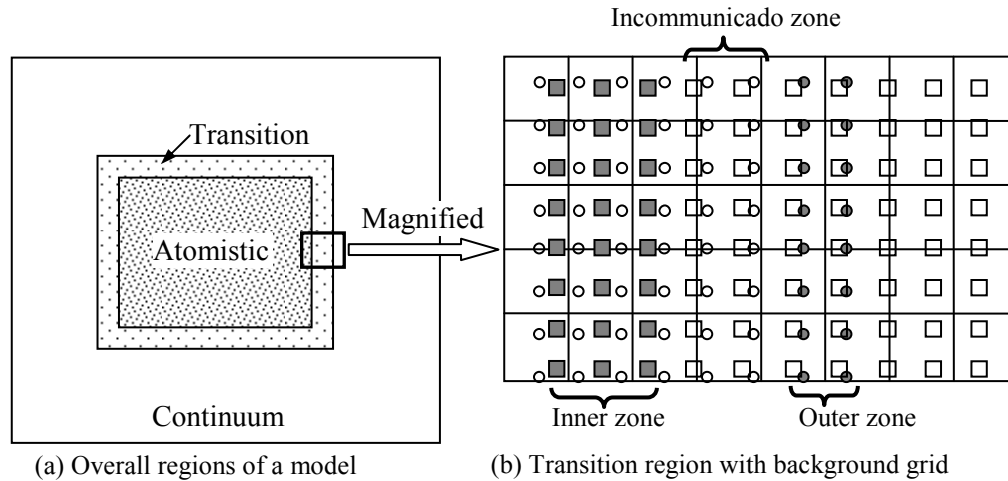 Incommunicado zone
Transition
Magnified
Atomistic
Continuum
Inner zone
Outer zone
(a) Overall regions of a model
(b) Transition region with background grid